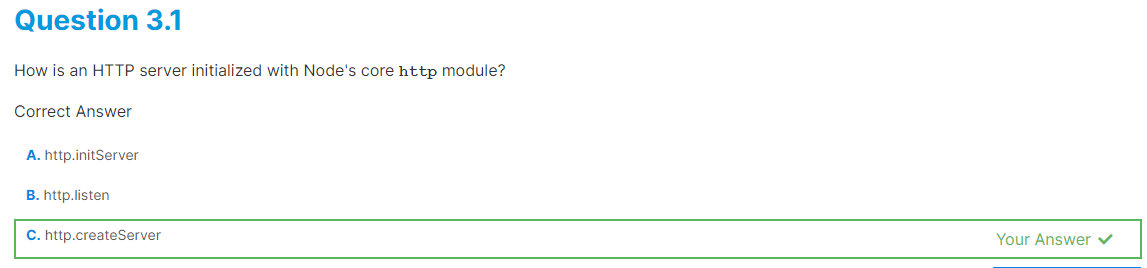 Question 3.1
How is an HTTP server initialized with Node's core http module?
Correct Answer
A. http.initServer
B. http.listen
C. http.createServer
Your Answer ✔